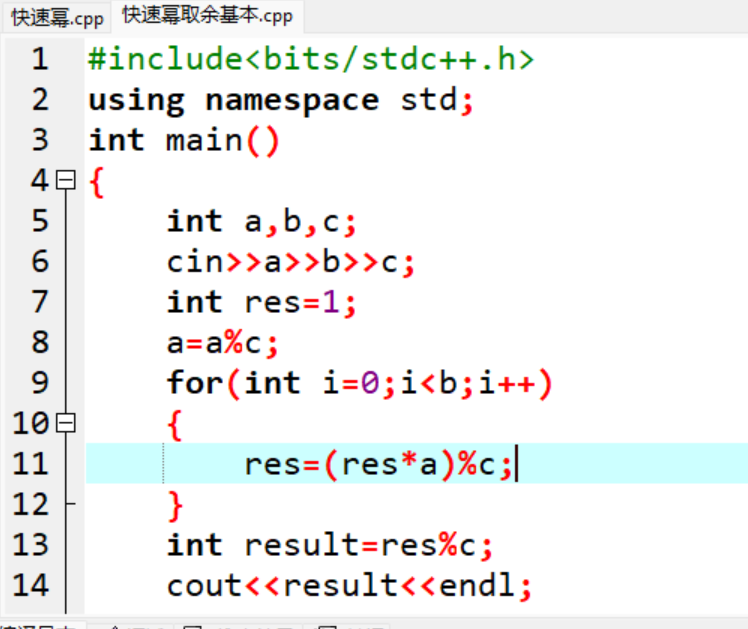 快速幂.cpp 快速幂取余基本.cpp
1 #include<bits/stdc++.h>
2 using namespace std;
3 int main()
4 {
5 int a,b,c;
6 cin>>a>>b>>c;
7 int res=1;
8 a=a%c;
9 for(int i=0;i<b;i++)
10 {
11 res=(res*a)%c;
12 }
13 int result=res%c;
14 cout<<result<<endl;